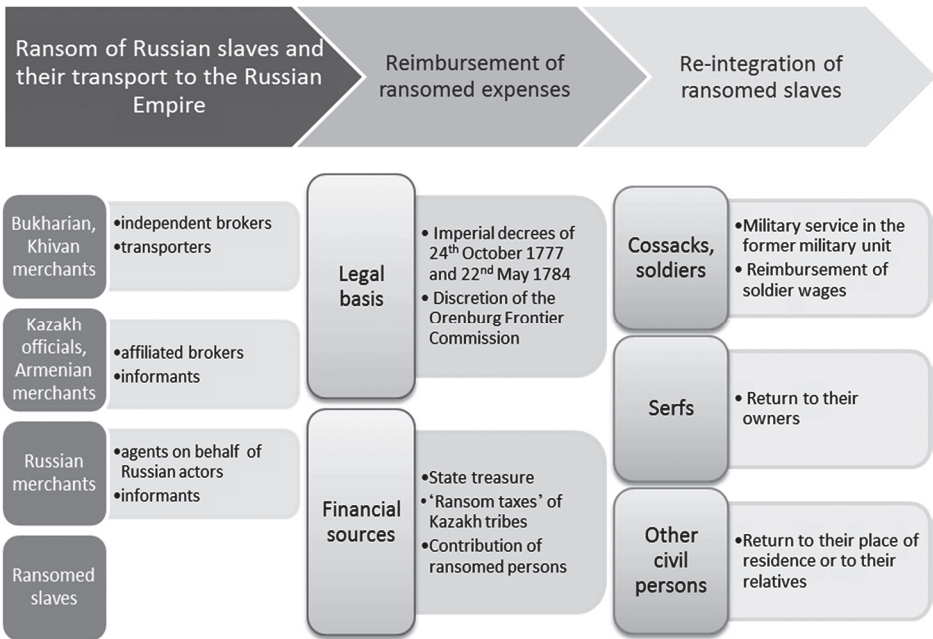 Ransom of Russian slaves and
their transport to the Russian
Empire
Reimbursement of
ransomed expenses
Re-integration of
ransomed slaves
Bukharian,
Khivan
merchants
•independent brokers
•transporters
Kazakh
officials,
Armenian
merchants
•affiliated brokers
•informants
Russian
merchants
•agents on behalf of
Russian actors
•informants
Ransomed
slaves
Legal
basis
• Imperial decrees of
24th October 1777
and 22nd May 1784
• Discretion of the
Orenburg Frontier
Commission
Financial
sources
•State treasure
•‘Ransom taxes’ of
Kazakh tribes
•Contribution of
ransomed persons
Cossacks,
soldiers
•Military service in the
former military unit
• Reimbursement of
soldier wages
Serfs
• Return to their
owners
Other
civil
persons
•Return to their place of
residence or to their
relatives